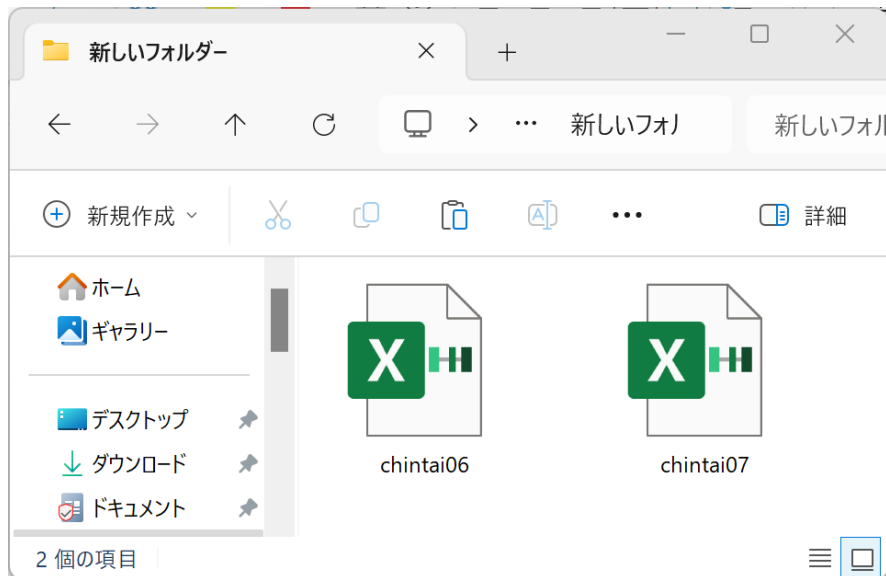 新しいフォルダー
新しいフォ
新しいフォル
新規作成
詳細
ホーム
ギャラリー
デスクトップ
ダウンロード
ドキュメント
chintai06
chintai07
2 個の項目